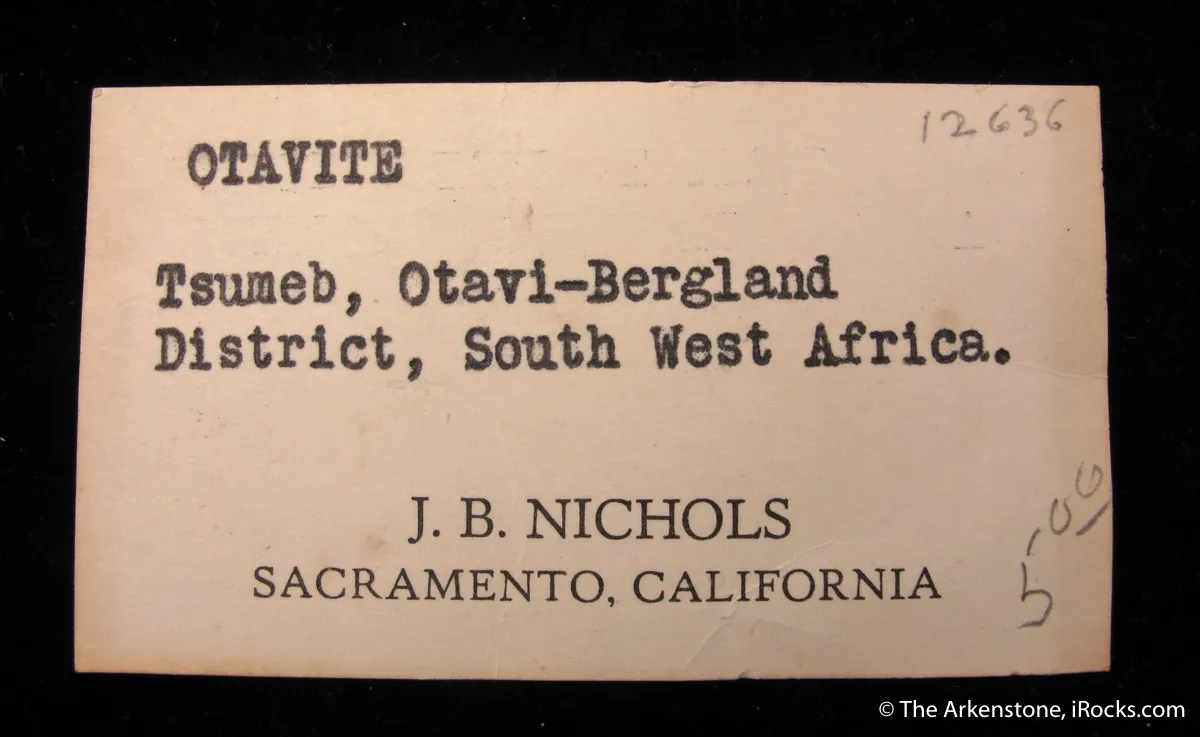 12636
OTAVITE
Tsumeb, Otavi-Bergland
District, South West Africa.
J. B. NICHOLS
SACRAMENTO, CALIFORNIA
5.00
© The Arkenstone, iRocks.com